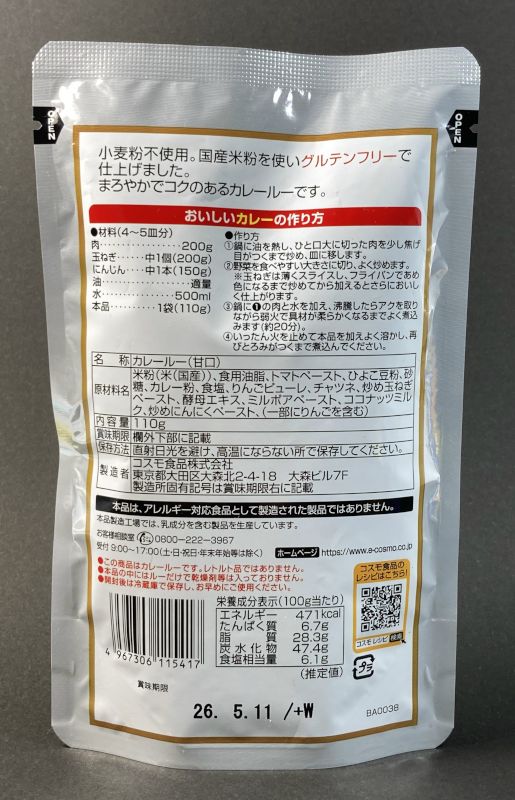 OPEN
OPEN
小麦粉不使用。国産米粉を使いグルテンフリーで
仕上げました。
まろやかでコクのあるカレールーです。
おいしいカレーの作り方
●材料(4〜5皿分)
肉………………200g
玉ねぎ……中1個(200g)
にんじん…中1本(150g)
油………………適量
水………………500ml
本品………1袋(110g)
●作り方
①鍋に油を熱し、ひと口大に切った肉を少し焦げ
目がつくまで炒め、皿に移します。
②野菜を食べやすい大きさに切り、よく炒めます。
※玉ねぎは薄くスライスし、フライパンであめ
色になるまで炒めてから加えるとさらにおいし
く仕上がります。
③鍋に❶の肉と水を加え、沸騰したらアクを取り
ながら弱火で具材が柔らかくなるまでよく煮込
みます(約20分)。
④いったん火を止めて本品を加えよく溶かし、再
びとろみがつくまで煮込んでください。
名称 カレールー(甘口)
原材料名 米粉(米(国産))、食用油脂、トマトペースト、ひよこ豆粉、砂
糖、カレー粉、食塩、りんごピューレ、チャツネ、炒め玉ねぎ
ペースト、酵母エキス、ミルポアペースト、ココナッツミル
ク、炒めにんにくペースト、(一部にりんごを含む)
内容量 110g
賞味期限 欄外下部に記載
保存方法 直射日光を避け、高温にならない所で保存してください。
製造者 コスモ食品株式会社
東京都大田区大森北2-4-18 大森ビル7F
製造所固有記号は賞味期限右に記載
本品は、アレルギー対応食品として製造された製品ではありません。
本品製造工場では、乳成分を含む製品を生産しています。
お客様相談室 0800-222-3967
受付 9:00〜17:00(土・日・祝日・年末年始等は除く) ホームページ https://www.e-cosmo.co.jp
●この商品はカレールーです。レトルト品ではありません。
●本品の中にはルーだけで乾燥剤等は入っておりません。
●開封後は冷蔵庫で保存し、お早めにご使用ください。
コスモ食品の
レシピはこちら!
コスモ レシピ 検索
4 967306 115417
栄養成分表示(100g当たり)
エネルギー 471kcal
たんぱく質 6.7g
脂質 28.3g
炭水化物 47.4g
食塩相当量 6.1g
(推定値)
プラ
賞味期限
26. 5.11 /+W
BA003B